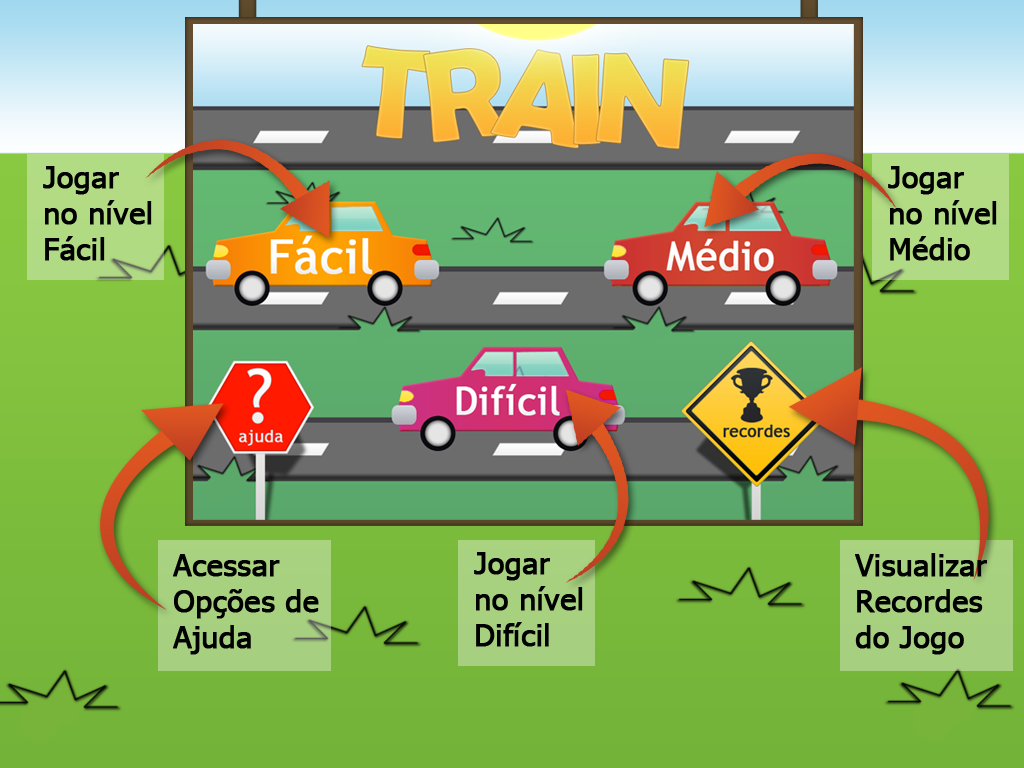 TRAIN
Jogar
no nível
Fácil
Jogar
no nível
Médio
Fácil
Médio
?
ajuda
Difícil
recordes
Acessar
Opções de
Ajuda
Jogar
no nível
Difícil
Visualizar
Recordes
do Jogo